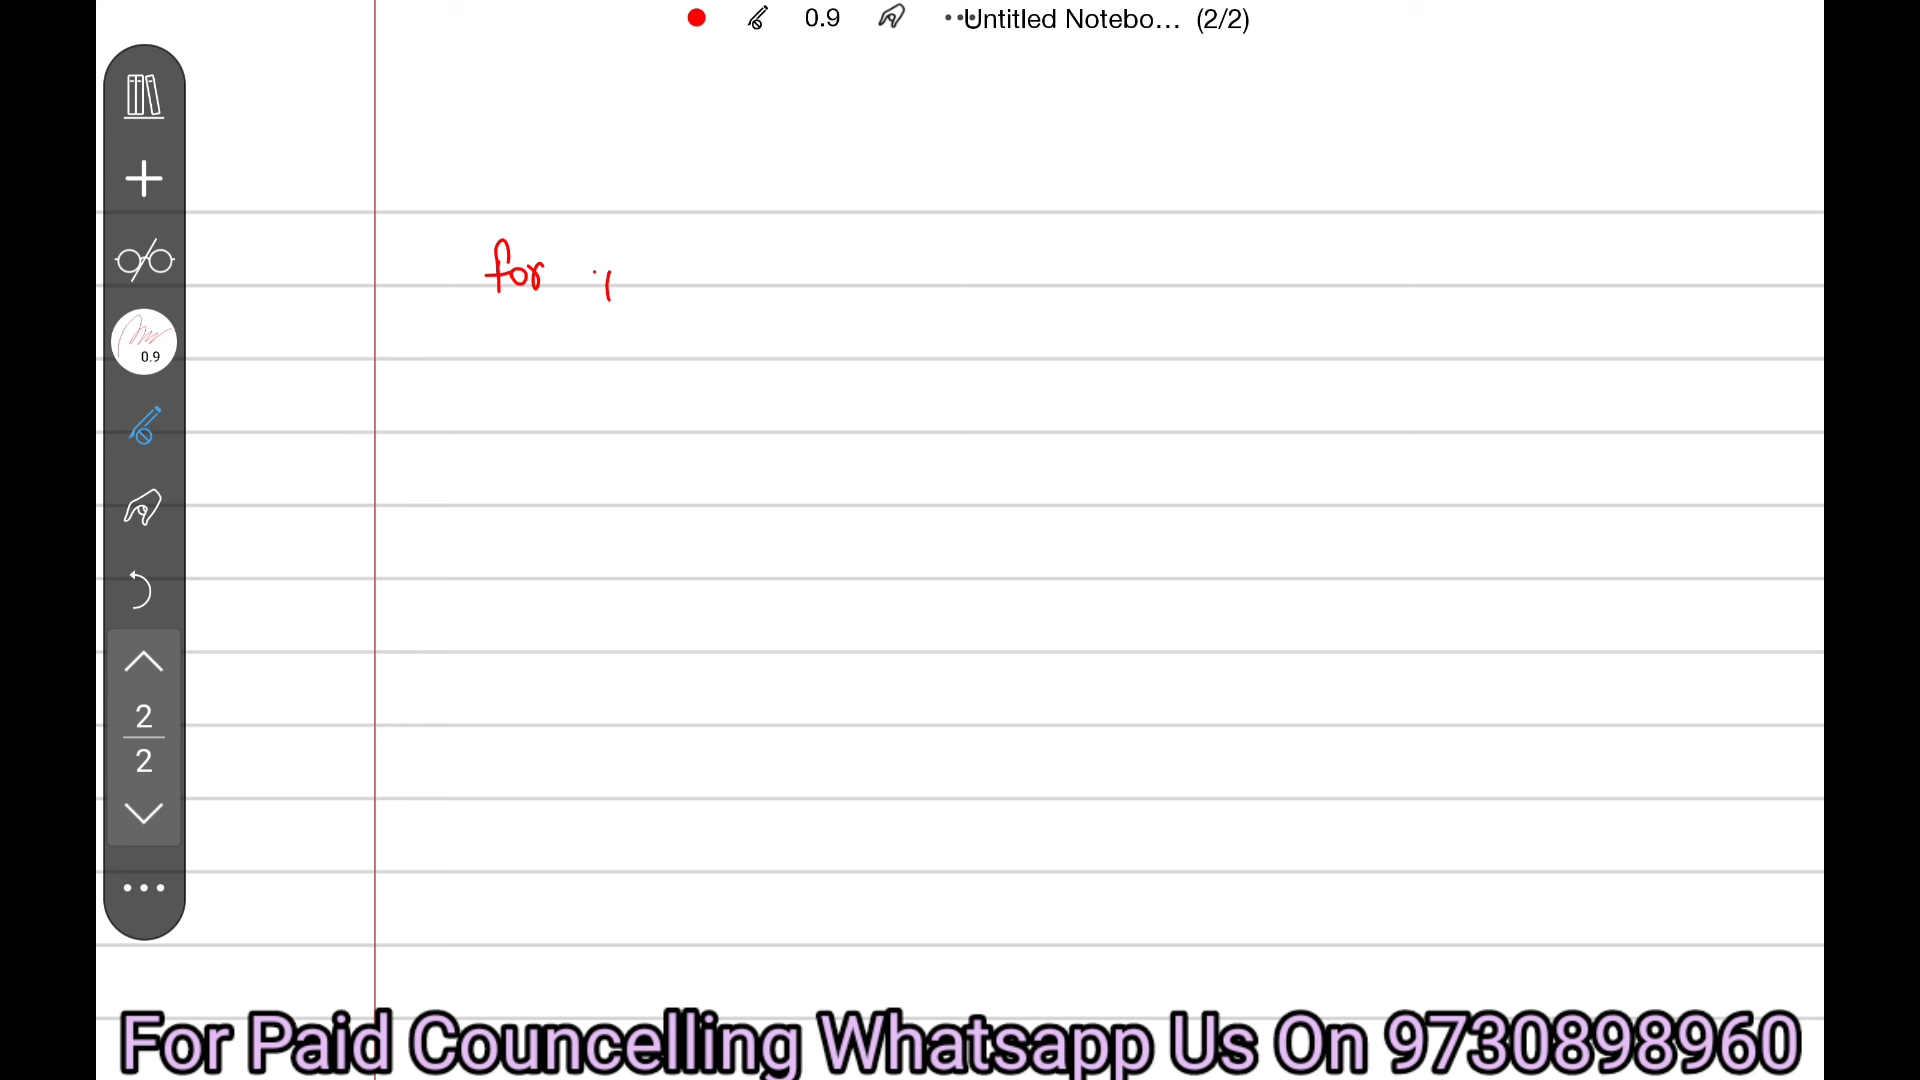 0.9 ••Untitled Notebo... (2/2)
for
0.9
2
2
For Paid Councelling Whatsapp Us On 9730898960